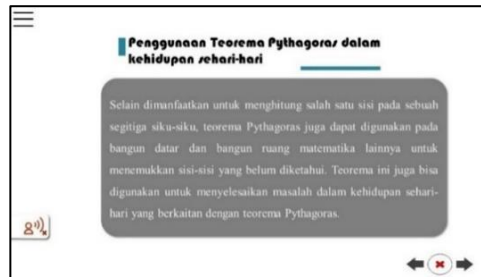 Penggunaan Teorema Pythagoras dalam
kehidupan sehari-hari
Selain dimanfaatkan untuk menghitung salah satu sisi pada sebuah
segitiga siku-siku, teorema Pythagoras juga dapat digunakan pada
bangun datar dan bangun ruang matematika lainnya untuk
menemukkan sisi-sisi yang belum diketahui. Teorema ini juga bisa
digunakan untuk menyelesaikan masalah dalam kehidupan sehari-
hari yang berkaitan dengan teorema Pythagoras.